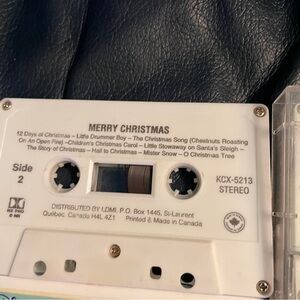 MERRY CHRISTMAS
12 Days of Christmas – Little Drummer Boy – The Christmas Song (Chestnuts Roasting
On An Open Fire) –Children's Christmas Carol – Little Stowaway on Santa's Sleigh –
The Story of Christmas – Hail to Christmas – Mister Snow – O Christmas Tree
Side
2
KCX-5213
STEREO
DISTRIBUTED BY LDMI, P.O. Box 1445, St-Laurent
Québec, Canada H4L 4Z1 Printed & Made in Canada